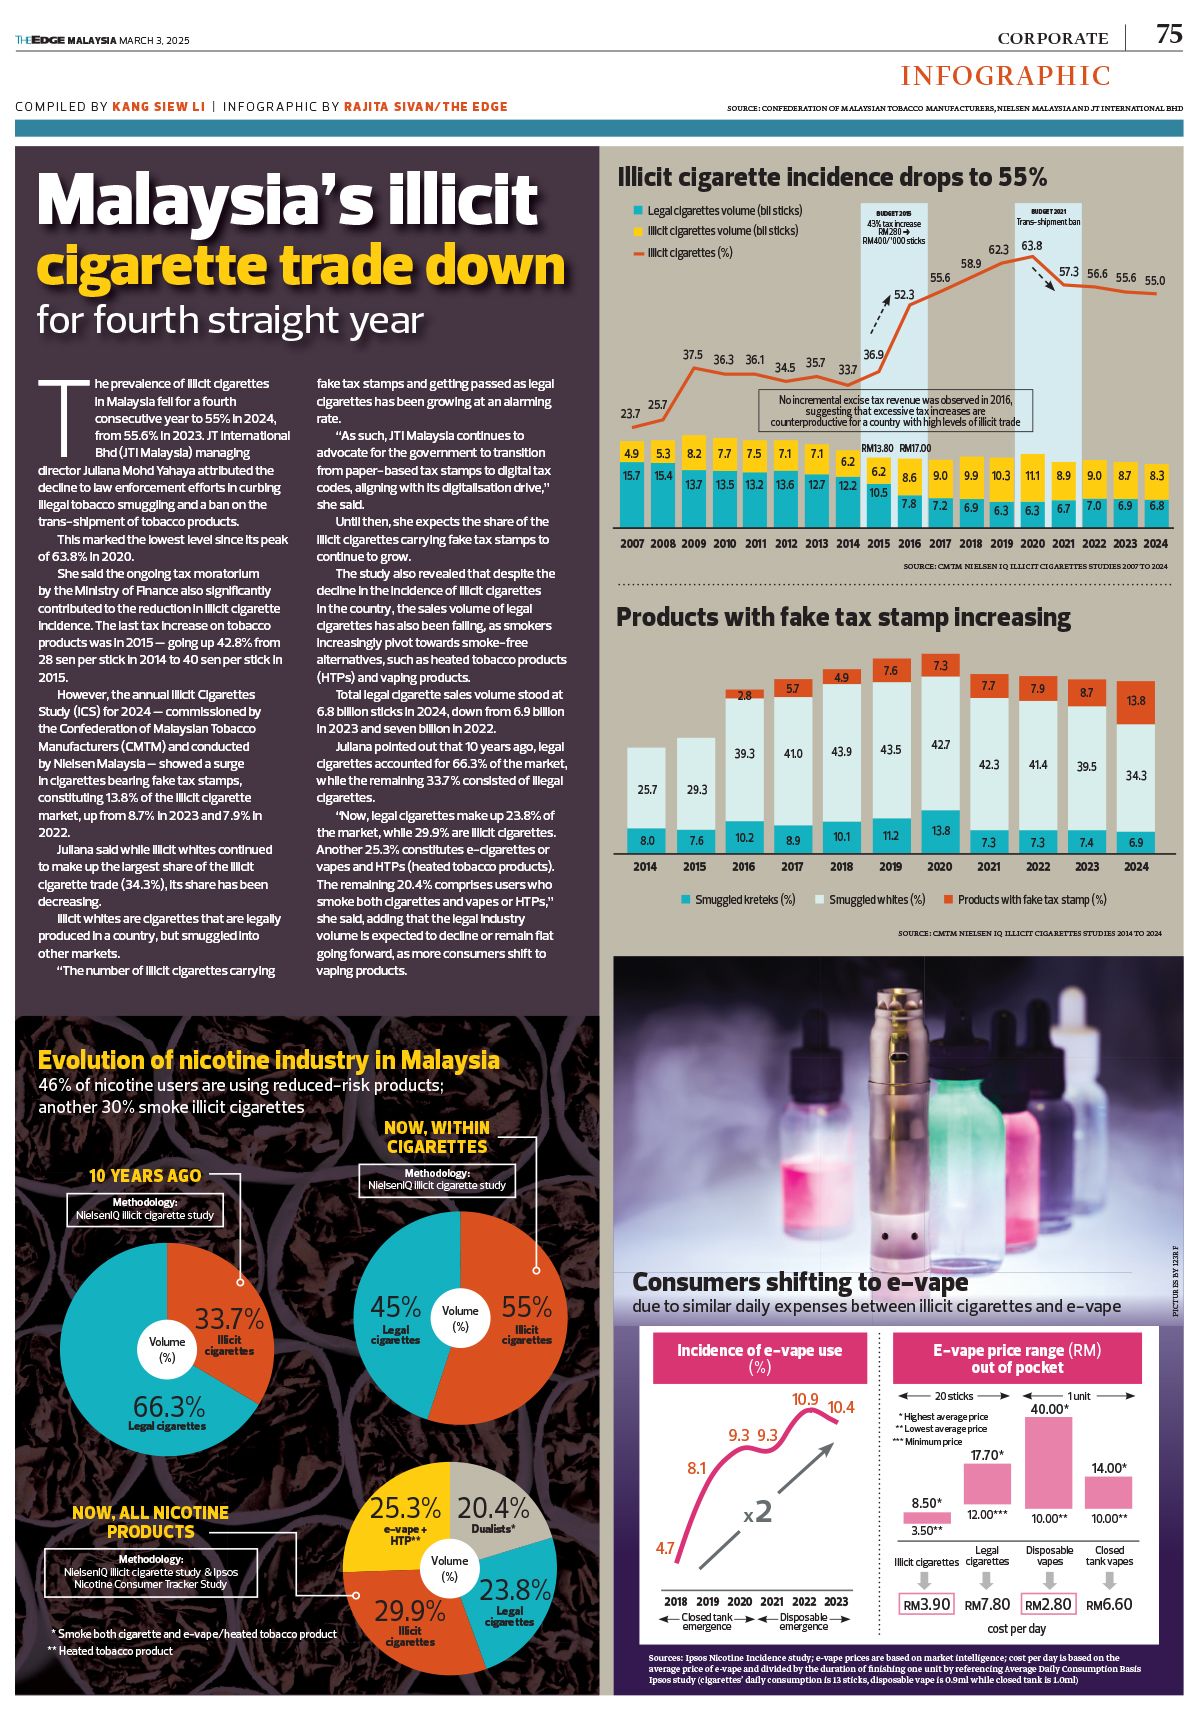 THE EDGE MALAYSIA MARCH 3, 2025
CORPORATE 75
INFOGRAPHIC
COMPILED BY KANG SIEW LI | INFOGRAPHIC BY RAJITA SIVAN/THE EDGE
SOURCE: CONFEDERATION OF MALAYSIAN TOBACCO MANUFACTURERS, NIELSEN MALAYSIA AND JT INTERNATIONAL BHD
Malaysia's illicit
cigarette trade down
for fourth straight year
The prevalence of illicit cigarettes
in Malaysia fell for a fourth
consecutive year to 55% in 2024,
from 55.6% in 2023. JT International
Bhd (JTI Malaysia) managing
director Juliana Mohd Yahaya attributed the
decline to law enforcement efforts in curbing
illegal tobacco smuggling and a ban on the
trans-shipment of tobacco products.
This marked the lowest level since its peak
of 63.8% in 2020.
She said the ongoing tax moratorium
by the Ministry of Finance also significantly
contributed to the reduction in illicit cigarette
incidence. The last tax increase on tobacco
products was in 2015 — going up 42.8% from
28 sen per stick in 2014 to 40 sen per stick in
2015.
However, the annual Illicit Cigarettes
Study (ICS) for 2024 — commissioned by
the Confederation of Malaysian Tobacco
Manufacturers (CMTM) and conducted
by Nielsen Malaysia — showed a surge
in cigarettes bearing fake tax stamps,
constituting 13.8% of the illicit cigarette
market, up from 8.7% in 2023 and 7.9% in
2022.
Juliana said while illicit whites continued
to make up the largest share of the illicit
cigarette trade (34.3%), its share has been
decreasing.
Illicit whites are cigarettes that are legally
produced in a country, but smuggled into
other markets.
"The number of illicit cigarettes carrying
fake tax stamps and getting passed as legal
cigarettes has been growing at an alarming
rate.
"As such, JTI Malaysia continues to
advocate for the government to transition
from paper-based tax stamps to digital tax
codes, aligning with its digitalisation drive,"
she said.
Until then, she expects the share of the
illicit cigarettes carrying fake tax stamps to
continue to grow.
The study also revealed that despite the
decline in the incidence of illicit cigarettes
in the country, the sales volume of legal
cigarettes has also been falling, as smokers
increasingly pivot towards smoke-free
alternatives, such as heated tobacco products
(HTPs) and vaping products.
Total legal cigarette sales volume stood at
6.8 billion sticks in 2024, down from 6.9 billion
in 2023 and seven billion in 2022.
Juliana pointed out that 10 years ago, legal
cigarettes accounted for 66.3% of the market,
while the remaining 33.7% consisted of illegal
cigarettes.
"Now, legal cigarettes make up 23.8% of
the market, while 29.9% are illicit cigarettes.
Another 25.3% constitutes e-cigarettes or
vapes and HTPs (heated tobacco products).
The remaining 20.4% comprises users who
smoke both cigarettes and vapes or HTPs,"
she said, adding that the legal industry
volume is expected to decline or remain flat
going forward, as more consumers shift to
vaping products.
Illicit cigarette incidence drops to 55%
Legal cigarettes volume (bil sticks)
Illicit cigarettes volume (bil sticks)
Illicit cigarettes (%)
BUDGET 2015
43% tax increase
RM280 ➔
RM400/'000 sticks
BUDGET 2021
Trans-shipment ban
23.7 25.7 37.5 36.3 36.1 34.5 35.7 33.7 36.9 52.3 55.6 58.9 62.3 63.8 57.3 56.6 55.6 55.0
No incremental excise tax revenue was observed in 2016,
suggesting that excessive tax increases are
counterproductive for a country with high levels of illicit trade
RM13.80 RM17.00
4.9 5.3 8.2 7.7 7.5 7.1 7.1 6.2 6.2 8.6 9.0 9.9 10.3 11.1 8.9 9.0 8.7 8.3
15.7 15.4 13.7 13.5 13.2 13.6 12.7 12.2 10.5 7.8 7.2 6.9 6.3 6.3 6.7 7.0 6.9 6.8
2007 2008 2009 2010 2011 2012 2013 2014 2015 2016 2017 2018 2019 2020 2021 2022 2023 2024
SOURCE: CMTM NIELSEN IQ ILLICIT CIGARETTES STUDIES 2007 TO 2024
Products with fake tax stamp increasing
2.8 5.7 4.9 7.6 7.3 7.7 7.9 8.7 13.8
25.7 29.3 39.3 41.0 43.9 43.5 42.7 42.3 41.4 39.5 34.3
8.0 7.6 10.2 8.9 10.1 11.2 13.8 7.3 7.3 7.4 6.9
2014 2015 2016 2017 2018 2019 2020 2021 2022 2023 2024
Smuggled kreteks (%) Smuggled whites (%) Products with fake tax stamp (%)
SOURCE: CMTM NIELSEN IQ ILLICIT CIGARETTES STUDIES 2014 TO 2024
Evolution of nicotine industry in Malaysia
46% of nicotine users are using reduced-risk products;
another 30% smoke illicit cigarettes
10 YEARS AGO
Methodology:
NielsenIQ illicit cigarette study
33.7%
Illicit
cigarettes
Volume
(%)
66.3%
Legal cigarettes
NOW, WITHIN
CIGARETTES
Methodology:
NielsenIQ illicit cigarette study
45%
Legal
cigarettes
Volume
(%)
55%
Illicit
cigarettes
NOW, ALL NICOTINE
PRODUCTS
Methodology:
NielsenIQ illicit cigarette study & Ipsos
Nicotine Consumer Tracker Study
25.3%
e-vape +
HTP**
20.4%
Dualists*
Volume
(%)
23.8%
Legal
cigarettes
29.9%
Illicit
cigarettes
* Smoke both cigarette and e-vape/heated tobacco product
** Heated tobacco product
PICTURES BY 123RF
Consumers shifting to e-vape
due to similar daily expenses between illicit cigarettes and e-vape
Incidence of e-vape use
(%)
4.7 8.1 9.3 9.3 10.9 10.4
x2
2018 2019 2020 2021 2022 2023
Closed tank
emergence
Disposable
emergence
E-vape price range (RM)
out of pocket
20 sticks 1 unit
* Highest average price
** Lowest average price
*** Minimum price
8.50* 17.70* 40.00* 14.00*
3.50** 12.00*** 10.00** 10.00**
Illicit cigarettes
Legal
cigarettes
Disposable
vapes
Closed
tank vapes
RM3.90 RM7.80 RM2.80 RM6.60
cost per day
Sources: Ipsos Nicotine Incidence study; e-vape prices are based on market intelligence; cost per day is based on the
average price of e-vape and divided by the duration of finishing one unit by referencing Average Daily Consumption Basis
Ipsos study (cigarettes' daily consumption is 13 sticks, disposable vape is 0.9ml while closed tank is 1.0ml)